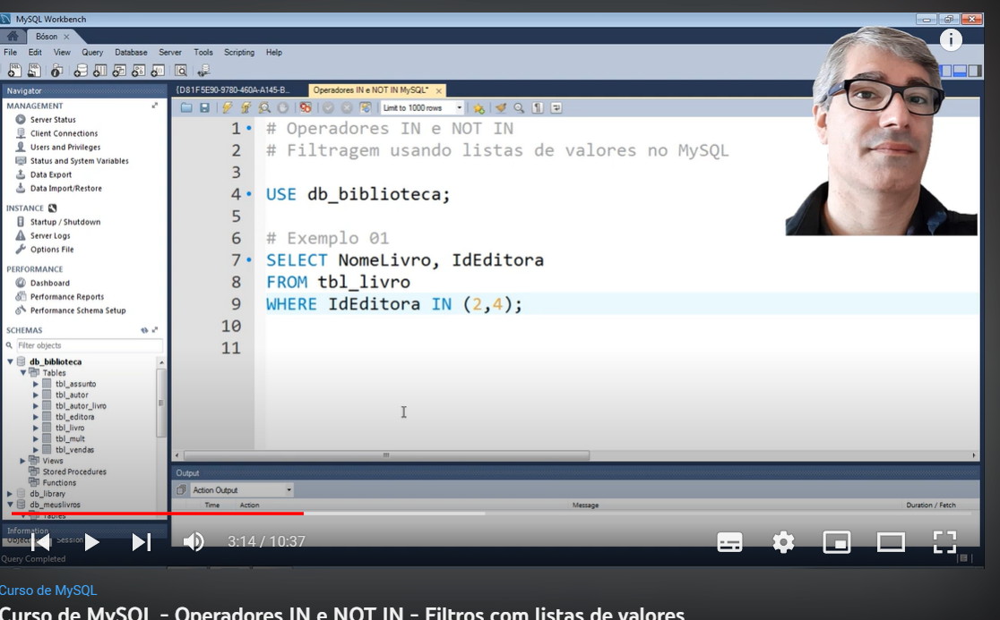 MySQL Workbench
Bóson ×
File Edit View Query Database Server Tools Scripting Help
Navigator
MANAGEMENT
Server Status
Client Connections
Users and Privileges
Status and System Variables
Data Export
Data Import/Restore
INSTANCE
Startup / Shutdown
Server Logs
Options File
PERFORMANCE
Dashboard
Performance Reports
Performance Schema Setup
SCHEMAS
Filter objects
db_biblioteca
Tables
tbl_assunto
tbl_autor
tbl_autor_livro
tbl_editora
tbl_livro
tbl_mult
tbl_vendas
Views
Stored Procedures
Functions
db_library
db_meuslivros
Tables
Information
Object Session
Query Completed
{D81F5E90-9780-460A-A145-B... Operadores IN e NOT IN MySQL* ×
Limit to 1000 rows
1 # Operadores IN e NOT IN
2 # Filtragem usando listas de valores no MySQL
3
4 USE db_biblioteca;
5
6 # Exemplo 01
7 SELECT NomeLivro, IdEditora
8 FROM tbl_livro
9 WHERE IdEditora IN (2,4);
10
11
Output
Action Output
Time Action Message Duration / Fetch
3:14 / 10:37
Curso de MySQL
Curso de MySQL - Operadores IN e NOT IN - Filtros com listas de valores